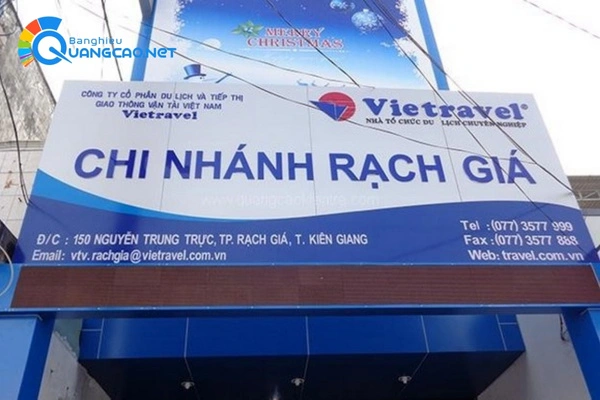 Banghieu
QUANGCAO.NET
MERRY
CHRISTMAS
CÔNG TY CỔ PHẦN DU LỊCH VÀ TIẾP THỊ
GIAO THÔNG VẬN TẢI VIỆT NAM
Vietravel
Vietravel®
NHÀ TỔ CHỨC DU LỊCH CHUYÊN NGHIỆP
CHI NHÁNH RẠCH GIÁ
Đ/C : 150 NGUYỄN TRUNG TRỰC, TP. RẠCH GIÁ, T. KIÊN GIANG
Email: vtv.rachgia@vietravel.com.vn
Tel : (077) 3577 999
Fax : (077) 3577 888
Web: travel.com.vn